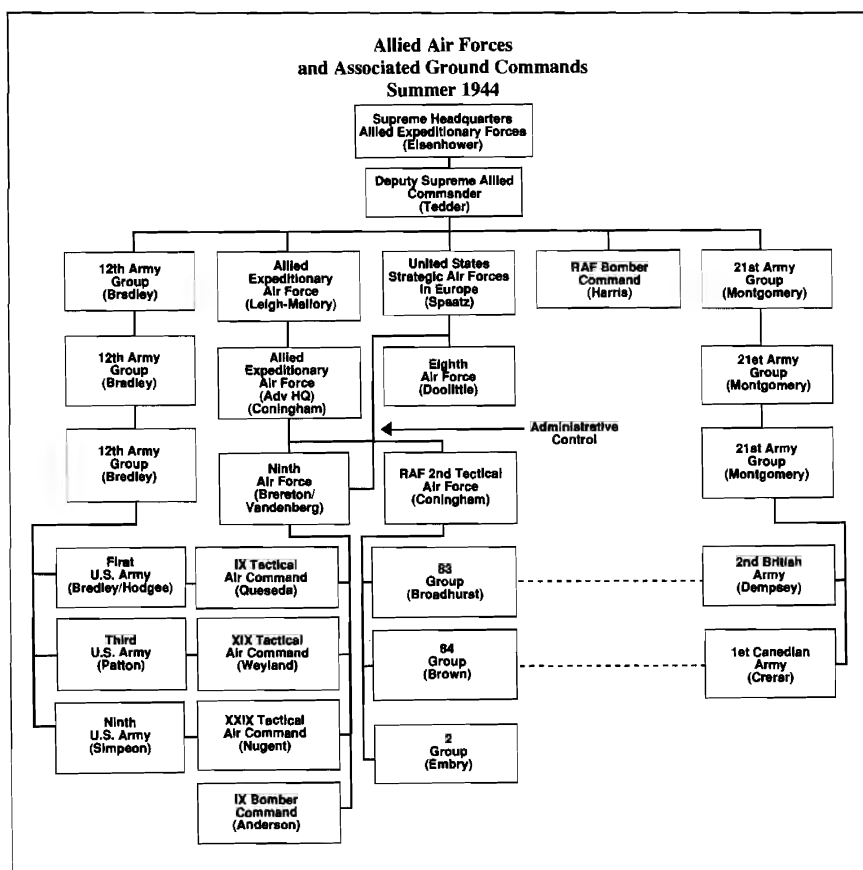 Allied Air Forces
and Associated Ground Commands
Summer 1944
Supreme Headquarters
Allied Expeditionary Forces
(Eisenhower)
Deputy Supreme Allied
Commander
(Tedder)
12th Army
Group
(Bradley)
Allied
Expeditionary
Air Force
(Leigh-Mallory)
United States
Strategic Air Forces
In Europe
(Spaatz)
RAF Bomber
Command
(Harris)
21st Army
Group
(Montgomery)
12th Army
Group
(Bradley)
Allied
Expeditionary
Air Force
(Adv HQ)
(Coningham)
Eighth
Air Force
(Doolittle)
21st Army
Group
(Montgomery)
Administrative
Control
12th Army
Group
(Bradley)
Ninth
Air Force
(Brereton/
Vandenberg)
RAF 2nd Tactical
Air Force
(Coningham)
21st Army
Group
(Montgomery)
First
U.S. Army
(Bradley/Hodges)
IX Tactical
Air Command
(Queseda)
83
Group
(Broadhurst)
2nd British
Army
(Dempsey)
Third
U.S. Army
(Patton)
XIX Tactical
Air Command
(Weyland)
84
Group
(Brown)
1st Canadian
Army
(Crerar)
Ninth
U.S. Army
(Simpson)
XXIX Tactical
Air Command
(Nugent)
2
Group
(Embry)
IX Bomber
Command
(Anderson)